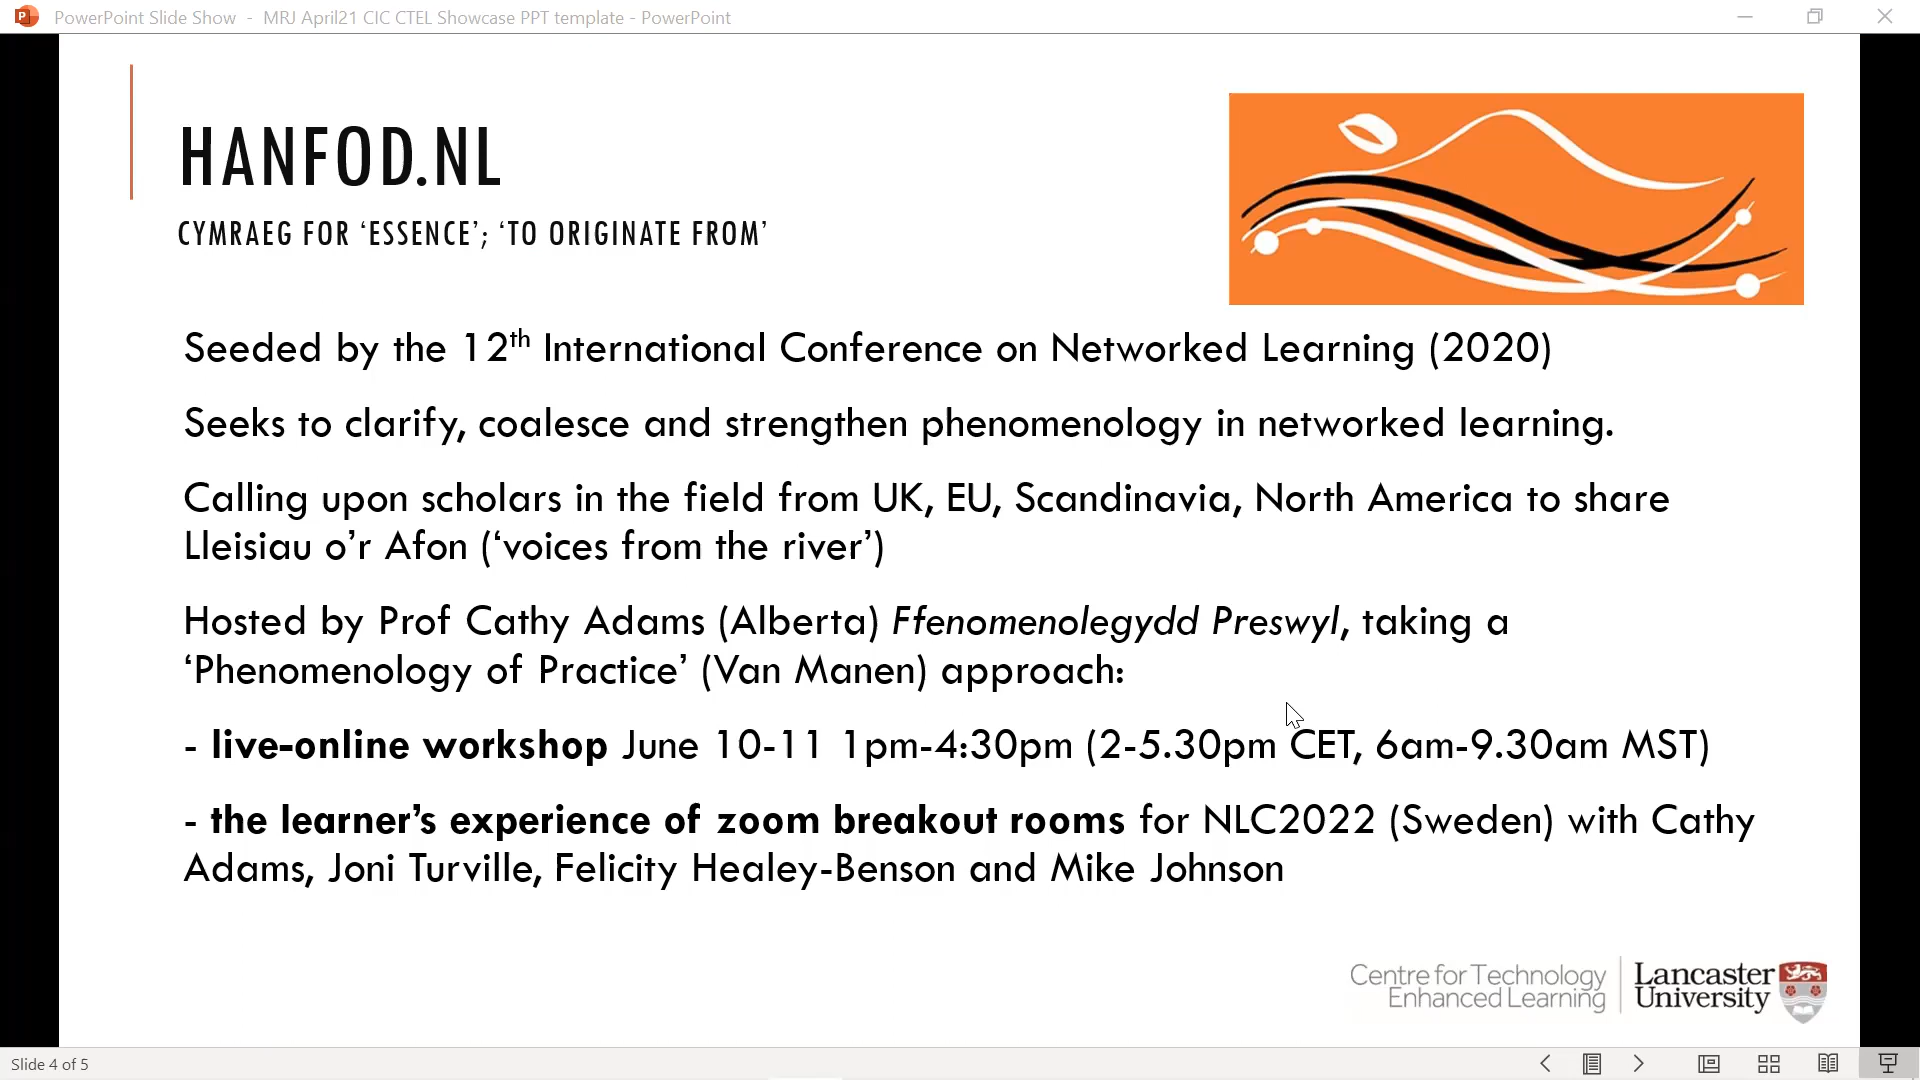 PowerPoint Slide Show - MRJ April21 CIC CTEL Showcase PPT template - PowerPoint
HANFOD.NL
CYMRAEG FOR ‘ESSENCE’; ‘TO ORIGINATE FROM’
Seeded by the 12th International Conference on Networked Learning (2020)
Seeks to clarify, coalesce and strengthen phenomenology in networked learning.
Calling upon scholars in the field from UK, EU, Scandinavia, North America to share
Lleisiau o’r Afon (‘voices from the river’)
Hosted by Prof Cathy Adams (Alberta) Ffenomenolegydd Preswyl, taking a
‘Phenomenology of Practice’ (Van Manen) approach:
- live-online workshop June 10-11 1pm-4:30pm (2-5.30pm CET, 6am-9.30am MST)
- the learner’s experience of zoom breakout rooms for NLC2022 (Sweden) with Cathy
Adams, Joni Turville, Felicity Healey-Benson and Mike Johnson
Centre for Technology
Enhanced Learning
Lancaster
University
Slide 4 of 5